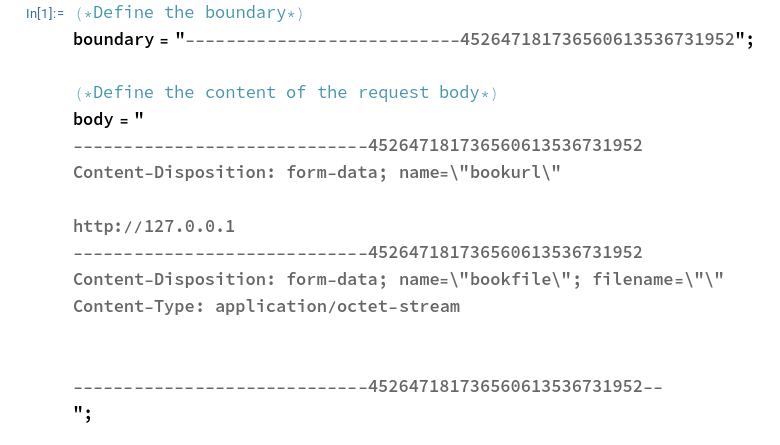 In[1]:= (*Define the boundary*)
boundary = "---------------------------452647181736560613536731952";
(*Define the content of the request body*)
body = "
-----------------------------452647181736560613536731952
Content-Disposition: form-data; name=\"bookurl\"
http://127.0.0.1
-----------------------------452647181736560613536731952
Content-Disposition: form-data; name=\"bookfile\"; filename=\"\"
Content-Type: application/octet-stream
-----------------------------452647181736560613536731952--
";